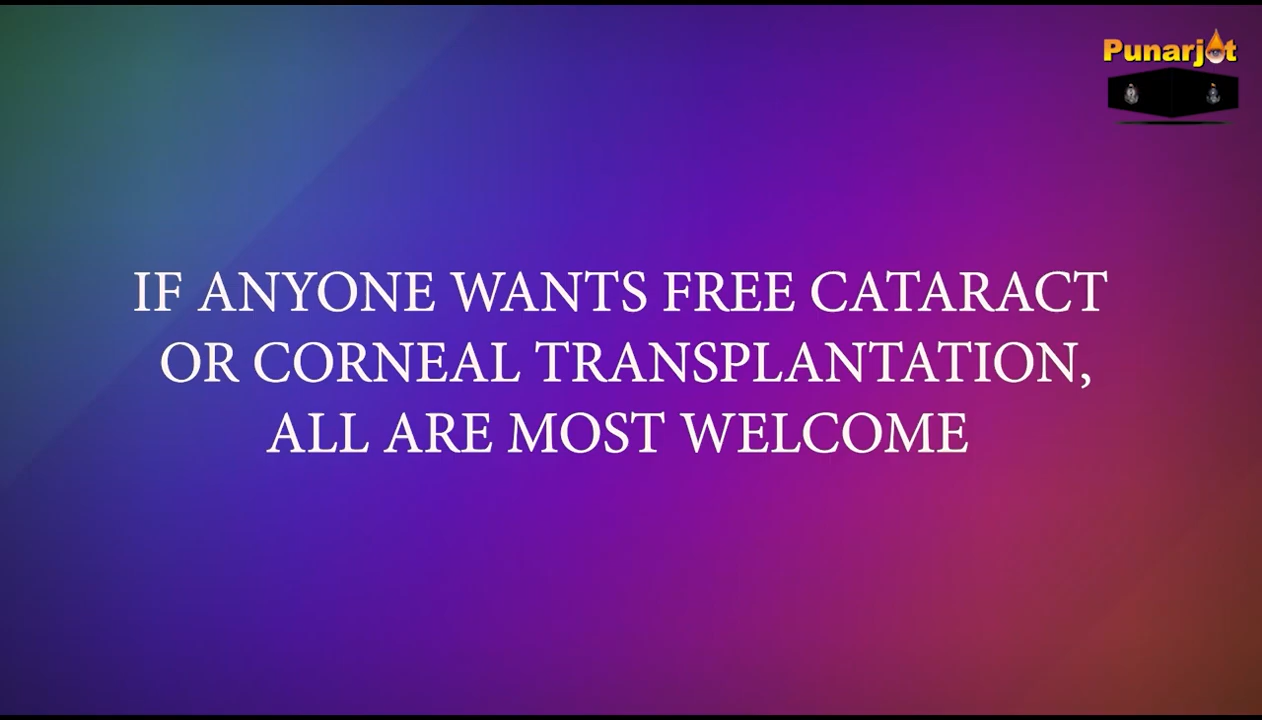 Punarjot
IF ANYONE WANTS FREE CATARACT
OR CORNEAL TRANSPLANTATION,
ALL ARE MOST WELCOME